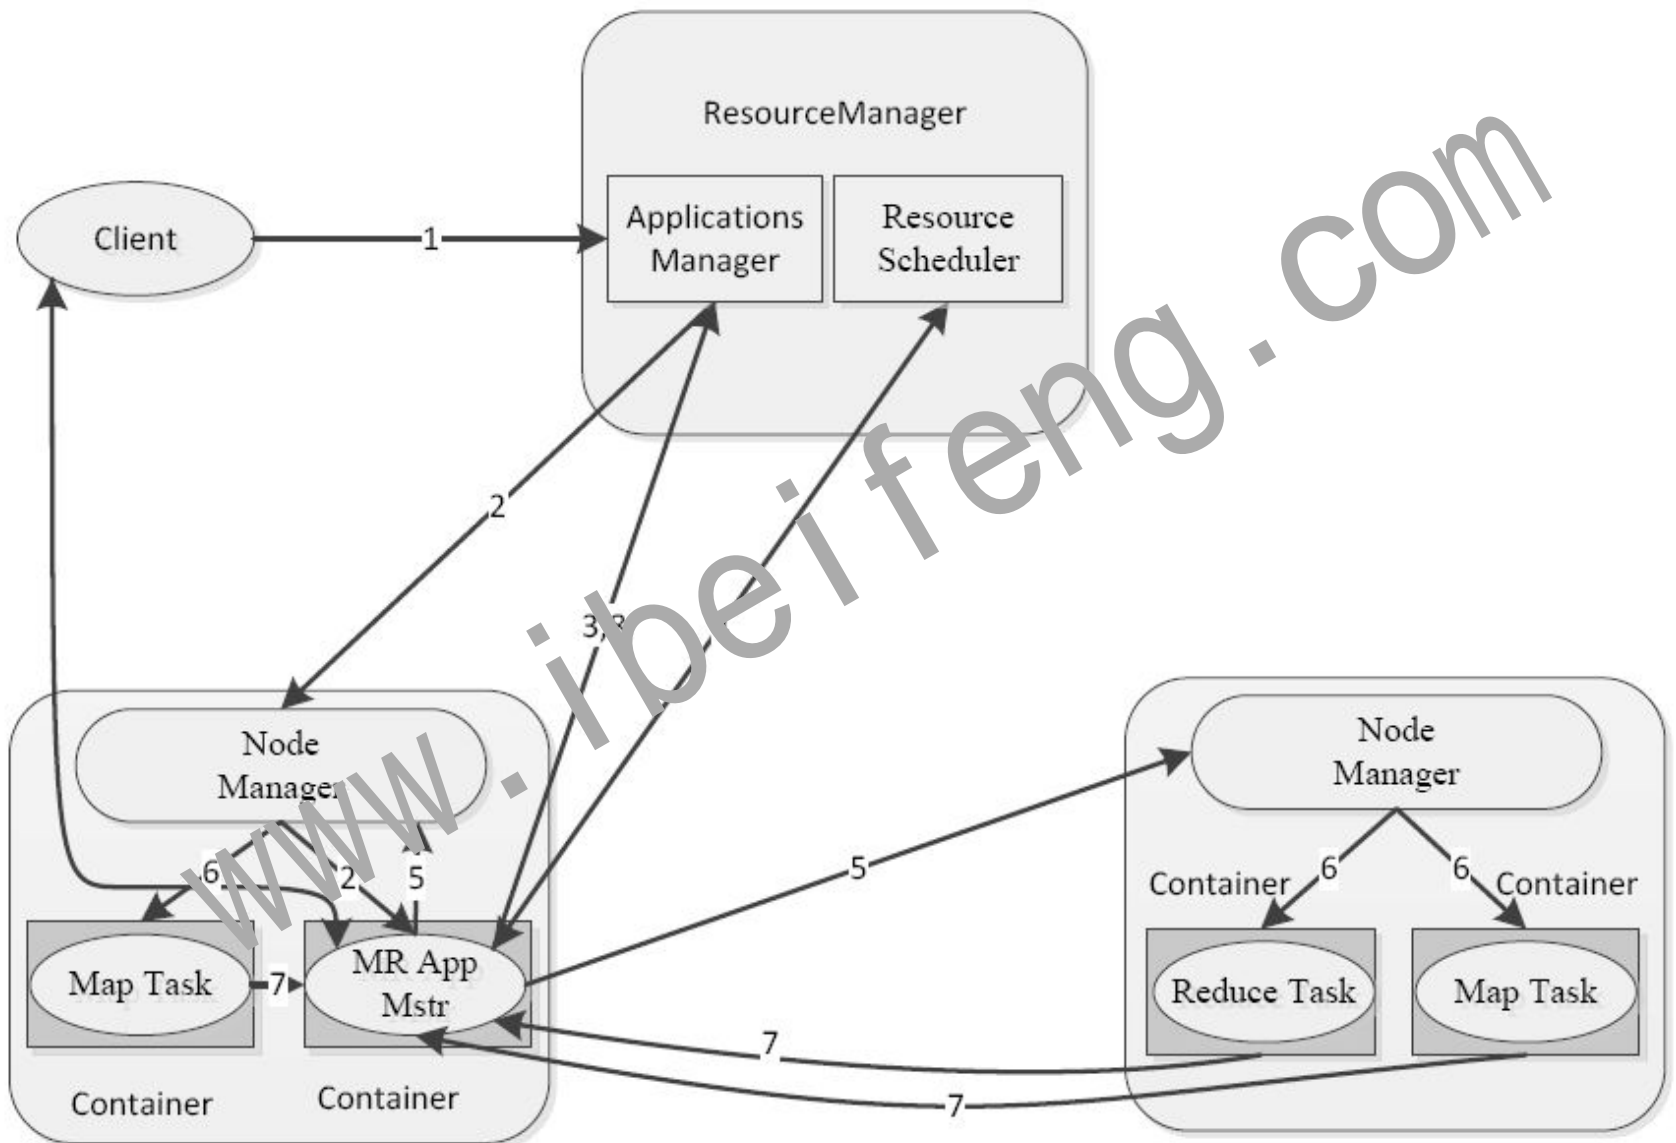 ResourceManager
Applications
Manager
Resource
Scheduler
Client
1
2
3,8
www.ibeifeng.com
Node
Manager
Node
Manager
6
2
5
5
6
6
Container
Container
Map Task
7
MR App
Mstr
Reduce Task
Map Task
7
7
Container
Container